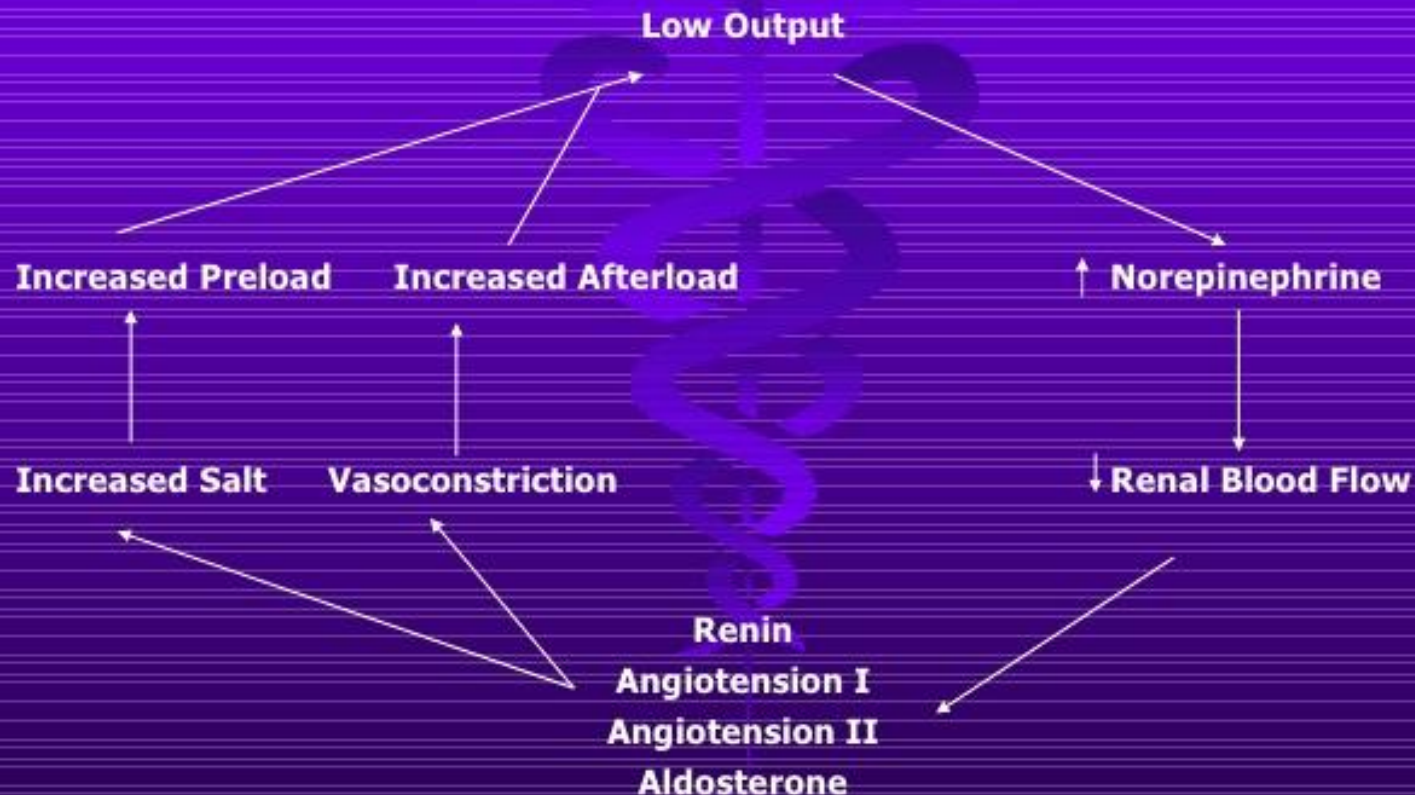 Low Output
Increased Preload
Increased Afterload
↑ Norepinephrine
Increased Salt
Vasoconstriction
↓ Renal Blood Flow
Renin
Angiotension I
Angiotension II
Aldosterone